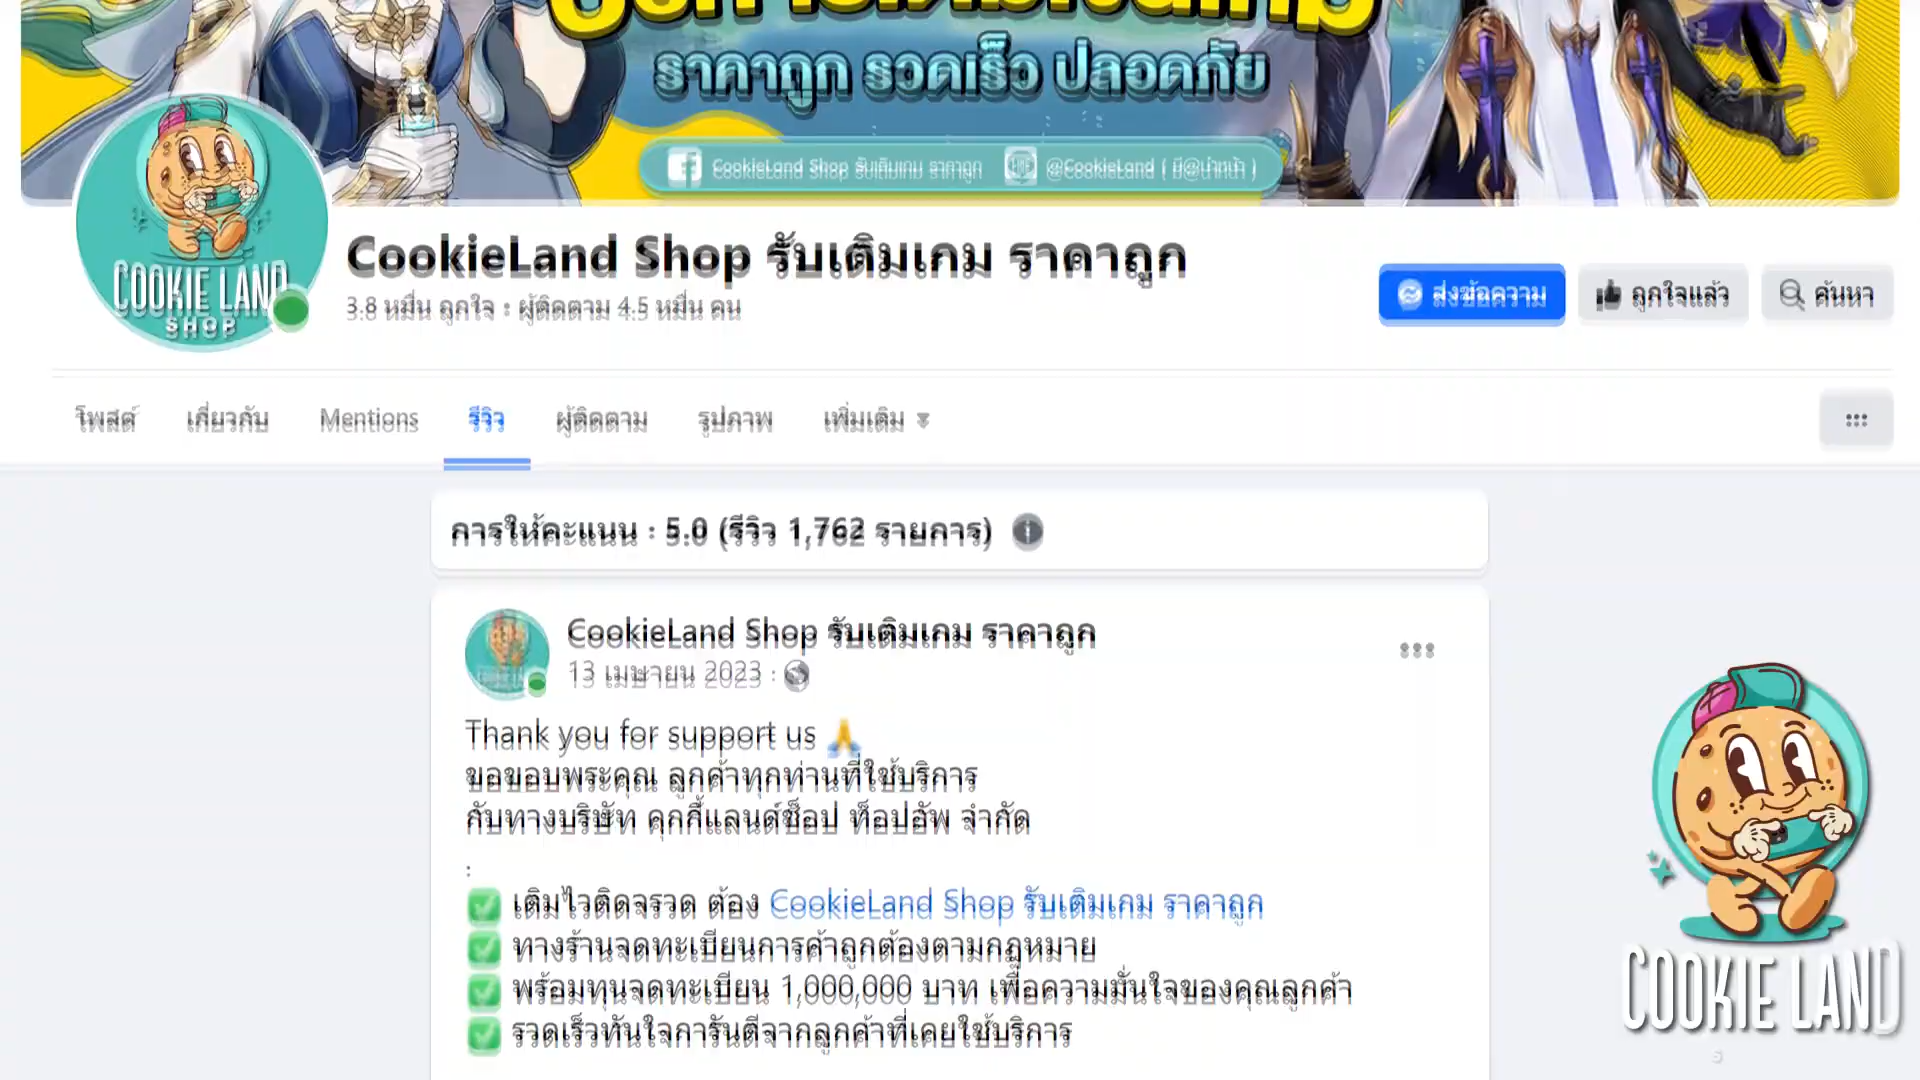 ราคาถูก รวดเร็ว ปลอดภัย
CookieLand Shop รับเติมเกม ราคาถูก
@CookieLand ( มี@นำหน้า )
COOKIE LAND
SHOP
CookieLand Shop รับเติมเกม ราคาถูก
3.8 หมื่น ถูกใจ · ผู้ติดตาม 4.5 หมื่น คน
ส่งข้อความ
ถูกใจแล้ว
ค้นหา
โพสต์
เกี่ยวกับ
Mentions
รีวิว
ผู้ติดตาม
รูปภาพ
เพิ่มเติม
การให้คะแนน · 5.0 (รีวิว 1,762 รายการ)
CookieLand Shop รับเติมเกม ราคาถูก
13 เมษายน 2023 ·
Thank you for support us 🙏
ขอขอบพระคุณ ลูกค้าทุกท่านที่ใช้บริการ
กับทางบริษัท คุกกี้แลนด์ช็อป ท็อปอัพ จำกัด
:
✅ เติมไวติดจรวด ต้อง CookieLand Shop รับเติมเกม ราคาถูก
✅ ทางร้านจดทะเบียนการค้าถูกต้องตามกฎหมาย
✅ พร้อมทุนจดทะเบียน 1,000,000 บาท เพื่อความมั่นใจของคุณลูกค้า
✅ รวดเร็วทันใจการันตีจากลูกค้าที่เคยใช้บริการ
COOKIE LAND